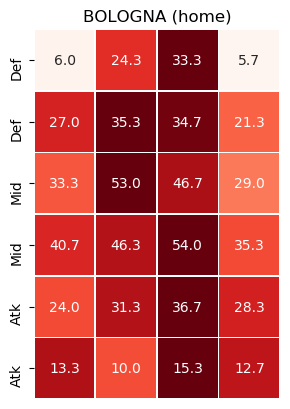 BOLOGNA (home)
Def 6.0 24.3 33.3 5.7
Def 27.0 35.3 34.7 21.3
Mid 33.3 53.0 46.7 29.0
Mid 40.7 46.3 54.0 35.3
Atk 24.0 31.3 36.7 28.3
Atk 13.3 10.0 15.3 12.7